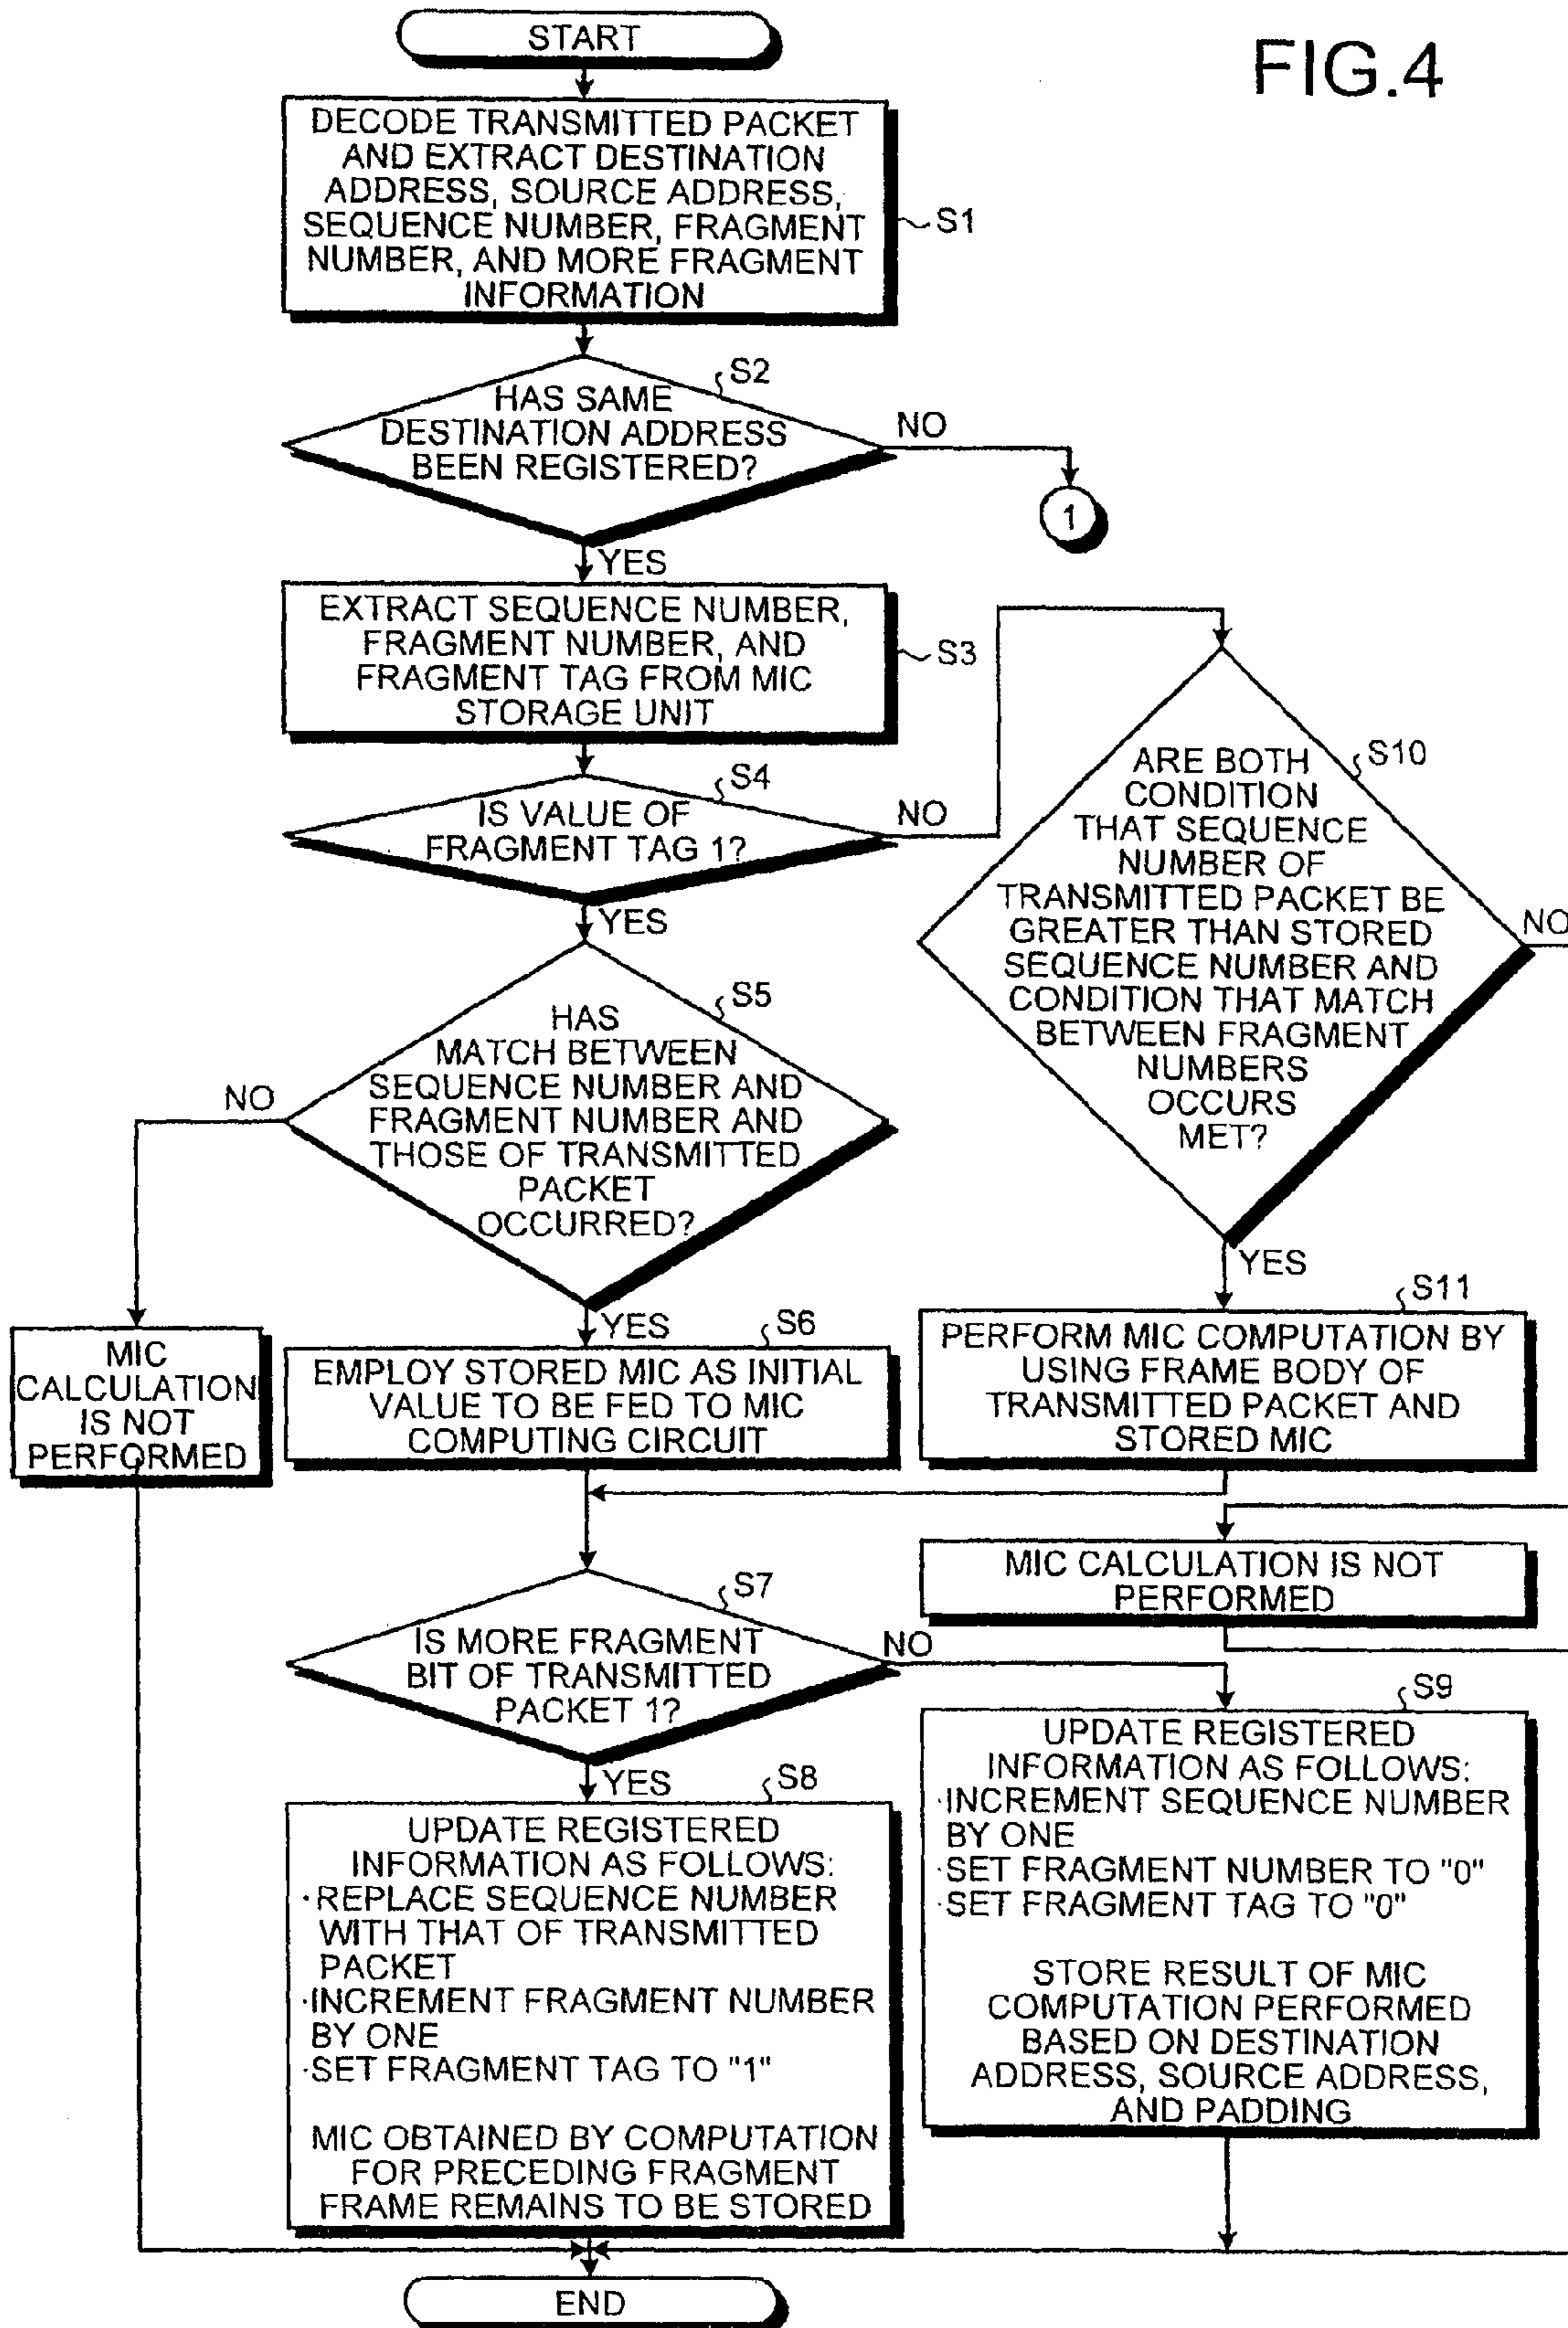 FIG.4
START
DECODE TRANSMITTED PACKET
AND EXTRACT DESTINATION
ADDRESS, SOURCE ADDRESS,
SEQUENCE NUMBER, FRAGMENT
NUMBER, AND MORE FRAGMENT
INFORMATION
S1
S2
HAS SAME
DESTINATION ADDRESS
BEEN REGISTERED?
NO
1
YES
EXTRACT SEQUENCE NUMBER,
FRAGMENT NUMBER, AND
FRAGMENT TAG FROM MIC
STORAGE UNIT
S3
S4
IS VALUE OF
FRAGMENT TAG 1?
NO
YES
S10
ARE BOTH
CONDITION
THAT SEQUENCE
NUMBER OF
TRANSMITTED PACKET BE
GREATER THAN STORED
SEQUENCE NUMBER AND
CONDITION THAT MATCH
BETWEEN FRAGMENT
NUMBERS
OCCURS
MET?
NO
YES
S5
HAS
MATCH BETWEEN
SEQUENCE NUMBER AND
FRAGMENT NUMBER AND
THOSE OF TRANSMITTED
PACKET
OCCURRED?
NO
YES
MIC
CALCULATION
IS NOT
PERFORMED
S6
EMPLOY STORED MIC AS INITIAL
VALUE TO BE FED TO MIC
COMPUTING CIRCUIT
S11
PERFORM MIC COMPUTATION BY
USING FRAME BODY OF
TRANSMITTED PACKET AND
STORED MIC
MIC CALCULATION IS NOT
PERFORMED
S7
IS MORE FRAGMENT
BIT OF TRANSMITTED
PACKET 1?
NO
YES
S8
UPDATE REGISTERED
INFORMATION AS FOLLOWS:
·REPLACE SEQUENCE NUMBER
WITH THAT OF TRANSMITTED
PACKET
·INCREMENT FRAGMENT NUMBER
BY ONE
·SET FRAGMENT TAG TO "1"
MIC OBTAINED BY COMPUTATION
FOR PRECEDING FRAGMENT
FRAME REMAINS TO BE STORED
S9
UPDATE REGISTERED
INFORMATION AS FOLLOWS:
·INCREMENT SEQUENCE NUMBER
BY ONE
·SET FRAGMENT NUMBER TO "0"
·SET FRAGMENT TAG TO "0"
STORE RESULT OF MIC
COMPUTATION PERFORMED
BASED ON DESTINATION
ADDRESS, SOURCE ADDRESS,
AND PADDING
END